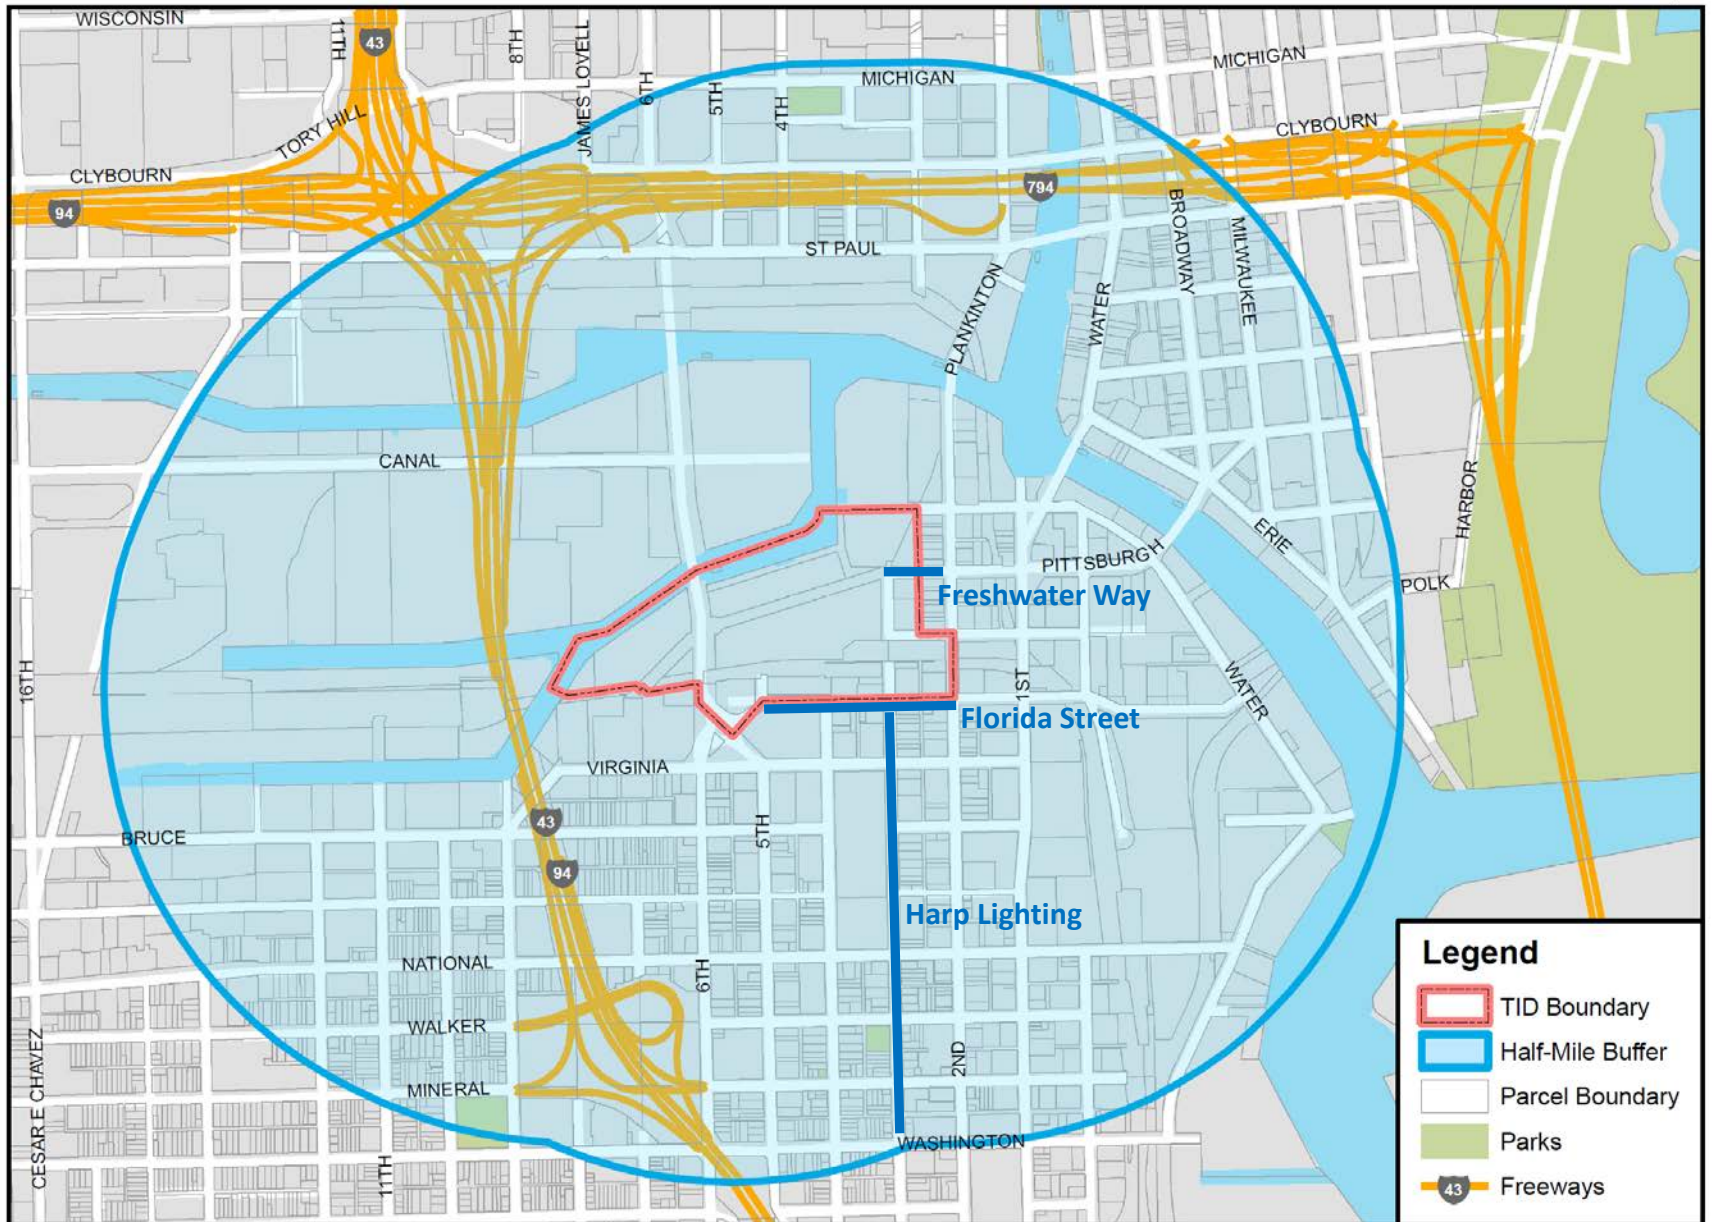 WISCONSIN
11TH
43
8TH
JAMES LOVELL
6TH
5TH
4TH
MICHIGAN
MICHIGAN
TORY HILL
CLYBOURN
CLYBOURN
94
794
BROADWAY
MILWAUKEE
ST PAUL
PLANKINTON
WATER
CANAL
HARBOR
ERIE
PITTSBURGH
POLK
Freshwater Way
16TH
1ST
WATER
Florida Street
VIRGINIA
43
5TH
BRUCE
94
Harp Lighting
NATIONAL
6TH
WALKER
2ND
MINERAL
CESAR E CHAVEZ
11TH
WASHINGTON
Legend
TID Boundary
Half-Mile Buffer
Parcel Boundary
Parks
43
Freeways